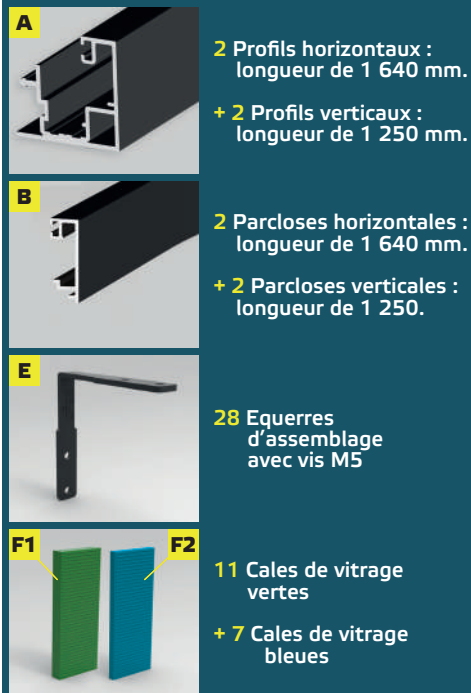 A
2 Profils horizontaux :
longueur de 1 640 mm.
+ 2 Profils verticaux :
longueur de 1 250 mm.
B
2 Parcloses horizontales :
longueur de 1 640 mm.
+ 2 Parcloses verticales :
longueur de 1 250.
E
28 Equerres
d'assemblage
avec vis M5
F1
F2
11 Cales de vitrage
vertes
+ 7 Cales de vitrage
bleues